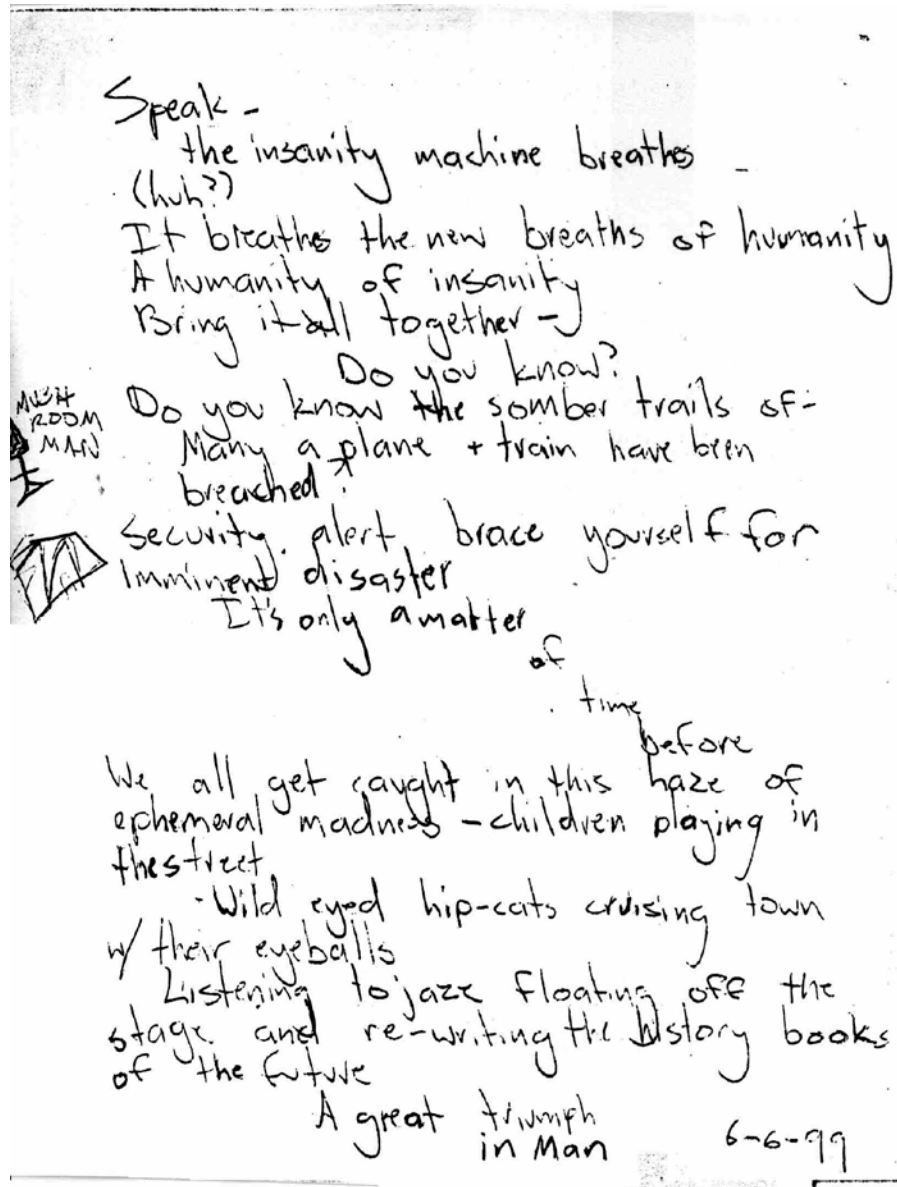 Speak -
the insanity machine breathes -
(huh?)
It breathes the new breaths of humanity
A humanity of insanity
Bring it all together -
Do you know?
MUSH
ROOM
MAN
Do you know the somber trails of -
Many a plane + train have been
breached.
Security alert brace yourself for
imminent disaster
It's only a matter
of
time
before
We all get caught in this haze of
ephemeral madness - children playing in
the street
- Wild eyed hip-cats cruising town
w/ their eyeballs
Listening to jazz floating off the
stage and re-writing the history books
of the future
A great triumph
in Man
6-6-99